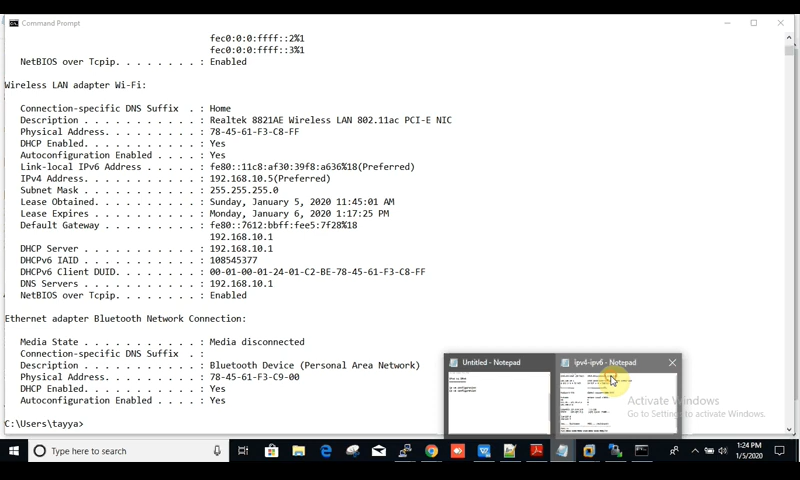 Command Prompt
fec0:0:0:ffff::2%1
fec0:0:0:ffff::3%1
NetBIOS over Tcpip. . . . . . . . : Enabled
Wireless LAN adapter Wi-Fi:
Connection-specific DNS Suffix  . : Home
Description . . . . . . . . . . . : Realtek 8821AE Wireless LAN 802.11ac PCI-E NIC
Physical Address. . . . . . . . . : 78-45-61-F3-C8-FF
DHCP Enabled. . . . . . . . . . . : Yes
Autoconfiguration Enabled . . . . : Yes
Link-local IPv6 Address . . . . . : fe80::11c8:af30:39f8:a636%18(Preferred)
IPv4 Address. . . . . . . . . . . : 192.168.10.5(Preferred)
Subnet Mask . . . . . . . . . . . : 255.255.255.0
Lease Obtained. . . . . . . . . . : Sunday, January 5, 2020 11:45:01 AM
Lease Expires . . . . . . . . . . : Monday, January 6, 2020 1:17:25 PM
Default Gateway . . . . . . . . . : fe80::7612:bbff:fee5:7f28%18
192.168.10.1
DHCP Server . . . . . . . . . . . : 192.168.10.1
DHCPv6 IAID . . . . . . . . . . . : 108545377
DHCPv6 Client DUID. . . . . . . . : 00-01-00-01-24-01-C2-BE-78-45-61-F3-C8-FF
DNS Servers . . . . . . . . . . . : 192.168.10.1
NetBIOS over Tcpip. . . . . . . . : Enabled
Ethernet adapter Bluetooth Network Connection:
Media State . . . . . . . . . . . : Media disconnected
Connection-specific DNS Suffix  . :
Description . . . . . . . . . . . : Bluetooth Device (Personal Area Network)
Physical Address. . . . . . . . . : 78-45-61-F3-C9-00
DHCP Enabled. . . . . . . . . . . : Yes
Autoconfiguration Enabled . . . . : Yes
C:\Users\tayya>
Untitled - Notepad
ipv4-ipv6 - Notepad
Activate Windows
Go to Settings to activate Windows.
Type here to search
1:24 PM
1/5/2020